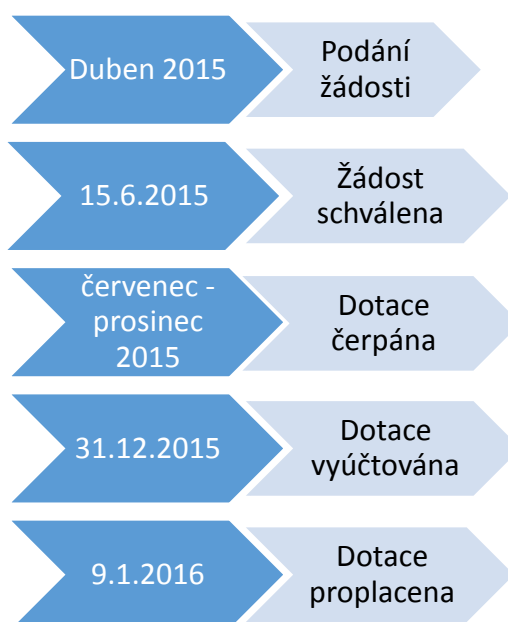 Duben 2015
Podání
žádosti
15.6.2015
Žádost
schválena
červenec -
prosinec
2015
Dotace
čerpána
31.12.2015
Dotace
vyúčtována
9.1.2016
Dotace
proplacena